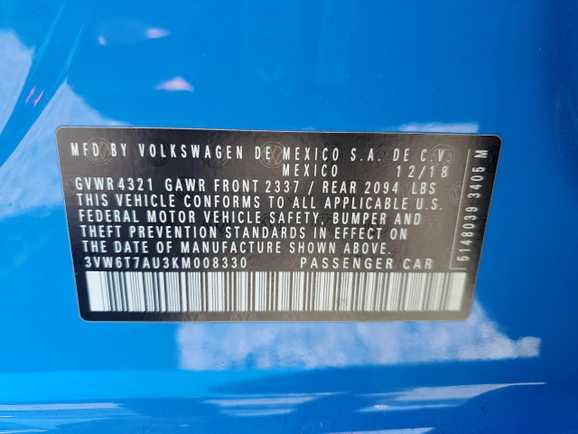 MFD BY VOLKSWAGEN DE MEXICO S.A. DE C.V.
MEXICO 12/18
GVWR 4321 GAWR FRONT 2337 / REAR 2094 LBS
THIS VEHICLE CONFORMS TO ALL APPLICABLE U.S.
FEDERAL MOTOR VEHICLE SAFETY, BUMPER AND
THEFT PREVENTION STANDARDS IN EFFECT ON
THE DATE OF MANUFACTURE SHOWN ABOVE.
3VW6T7AU3KM008330 PASSENGER CAR
5148039 3405 M